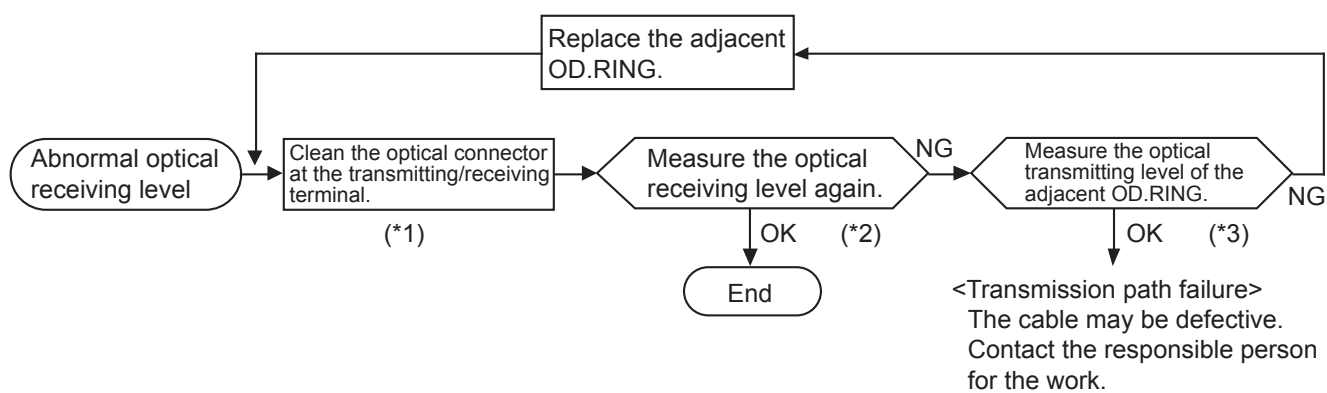 Replace the adjacent
OD.RING.
Abnormal optical
receiving level
Clean the optical connector
at the transmitting/receiving
terminal.
(*1)
Measure the optical
receiving level again.
NG
OK
(*2)
End
Measure the optical
transmitting level of the
adjacent OD.RING.
NG
OK
(*3)
<Transmission path failure>
The cable may be defective.
Contact the responsible person
for the work.